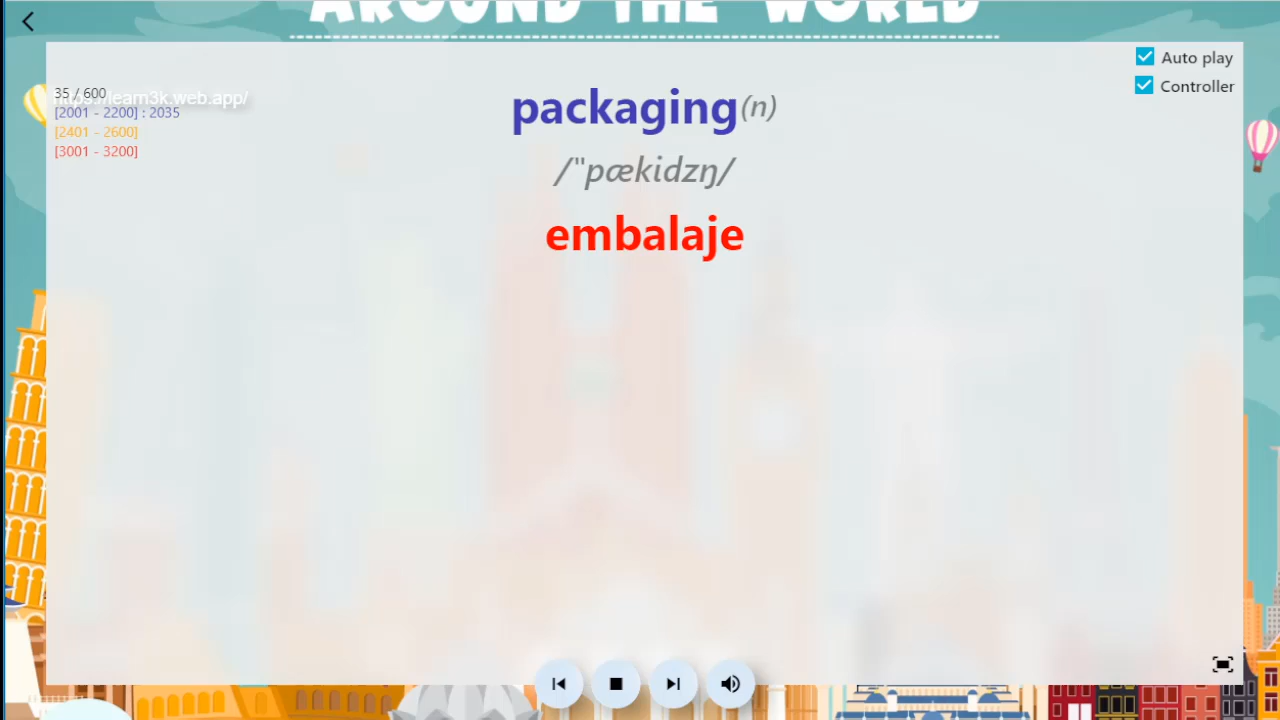 AROUND THE WORLD
Auto play
Controller
35 / 600
https://learn3k.web.app/
[2001 - 2200] : 2035
[2401 - 2600]
[3001 - 3200]
packaging(n)
/"pækidzŋ/
embalaje